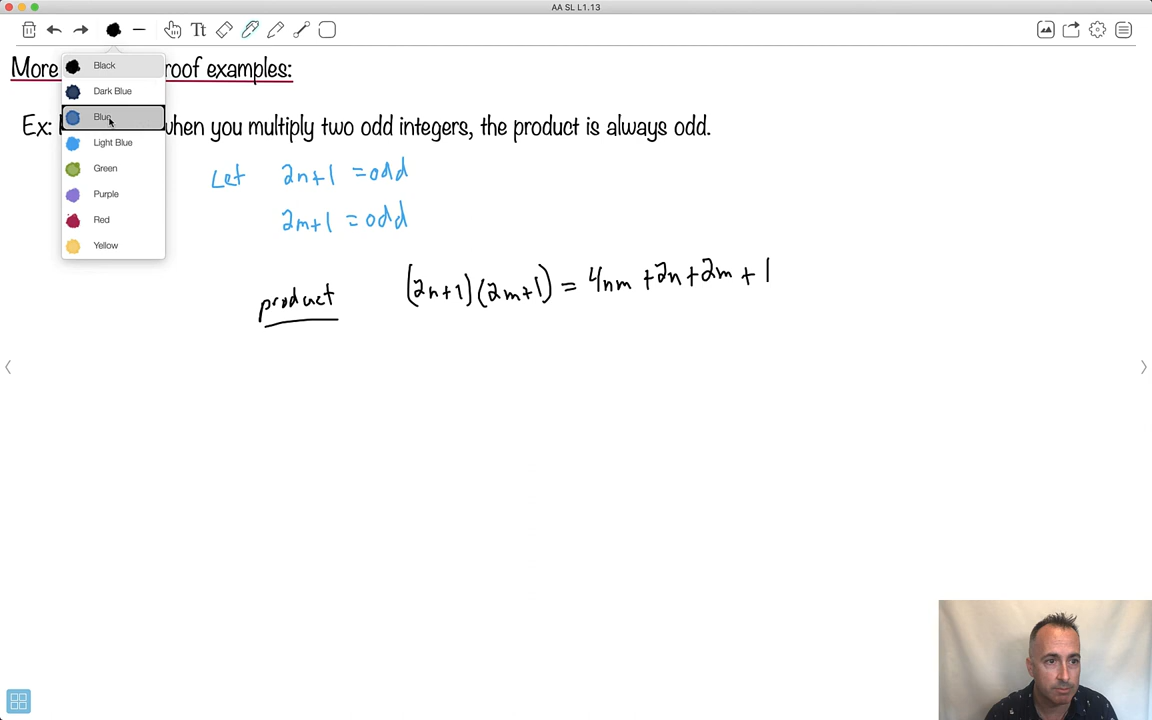 AA SL L1.13
Tt
More
roof examples:
Black
Dark Blue
Blue
Light Blue
Green
Purple
Red
Yellow
Ex:
when you multiply two odd integers, the product is always odd.
Let 2n+1 = odd
2m+1 = odd
product (2n+1)(2m+1) = 4nm + 2n + 2m + 1